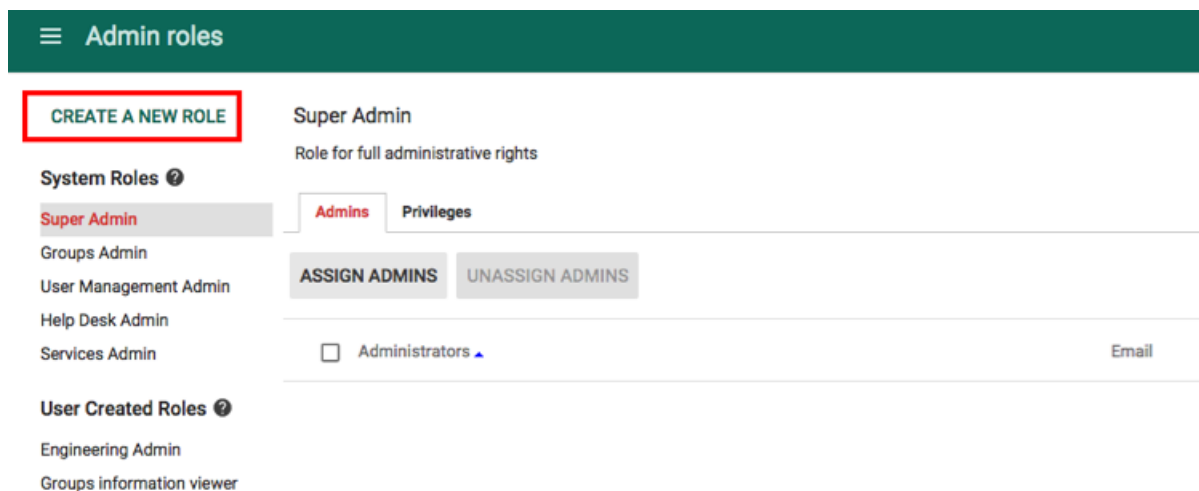 Admin roles
CREATE A NEW ROLE
System Roles
Super Admin
Groups Admin
User Management Admin
Help Desk Admin
Services Admin
User Created Roles
Engineering Admin
Groups information viewer
Super Admin
Role for full administrative rights
Admins Privileges
ASSIGN ADMINS UNASSIGN ADMINS
Administrators Email